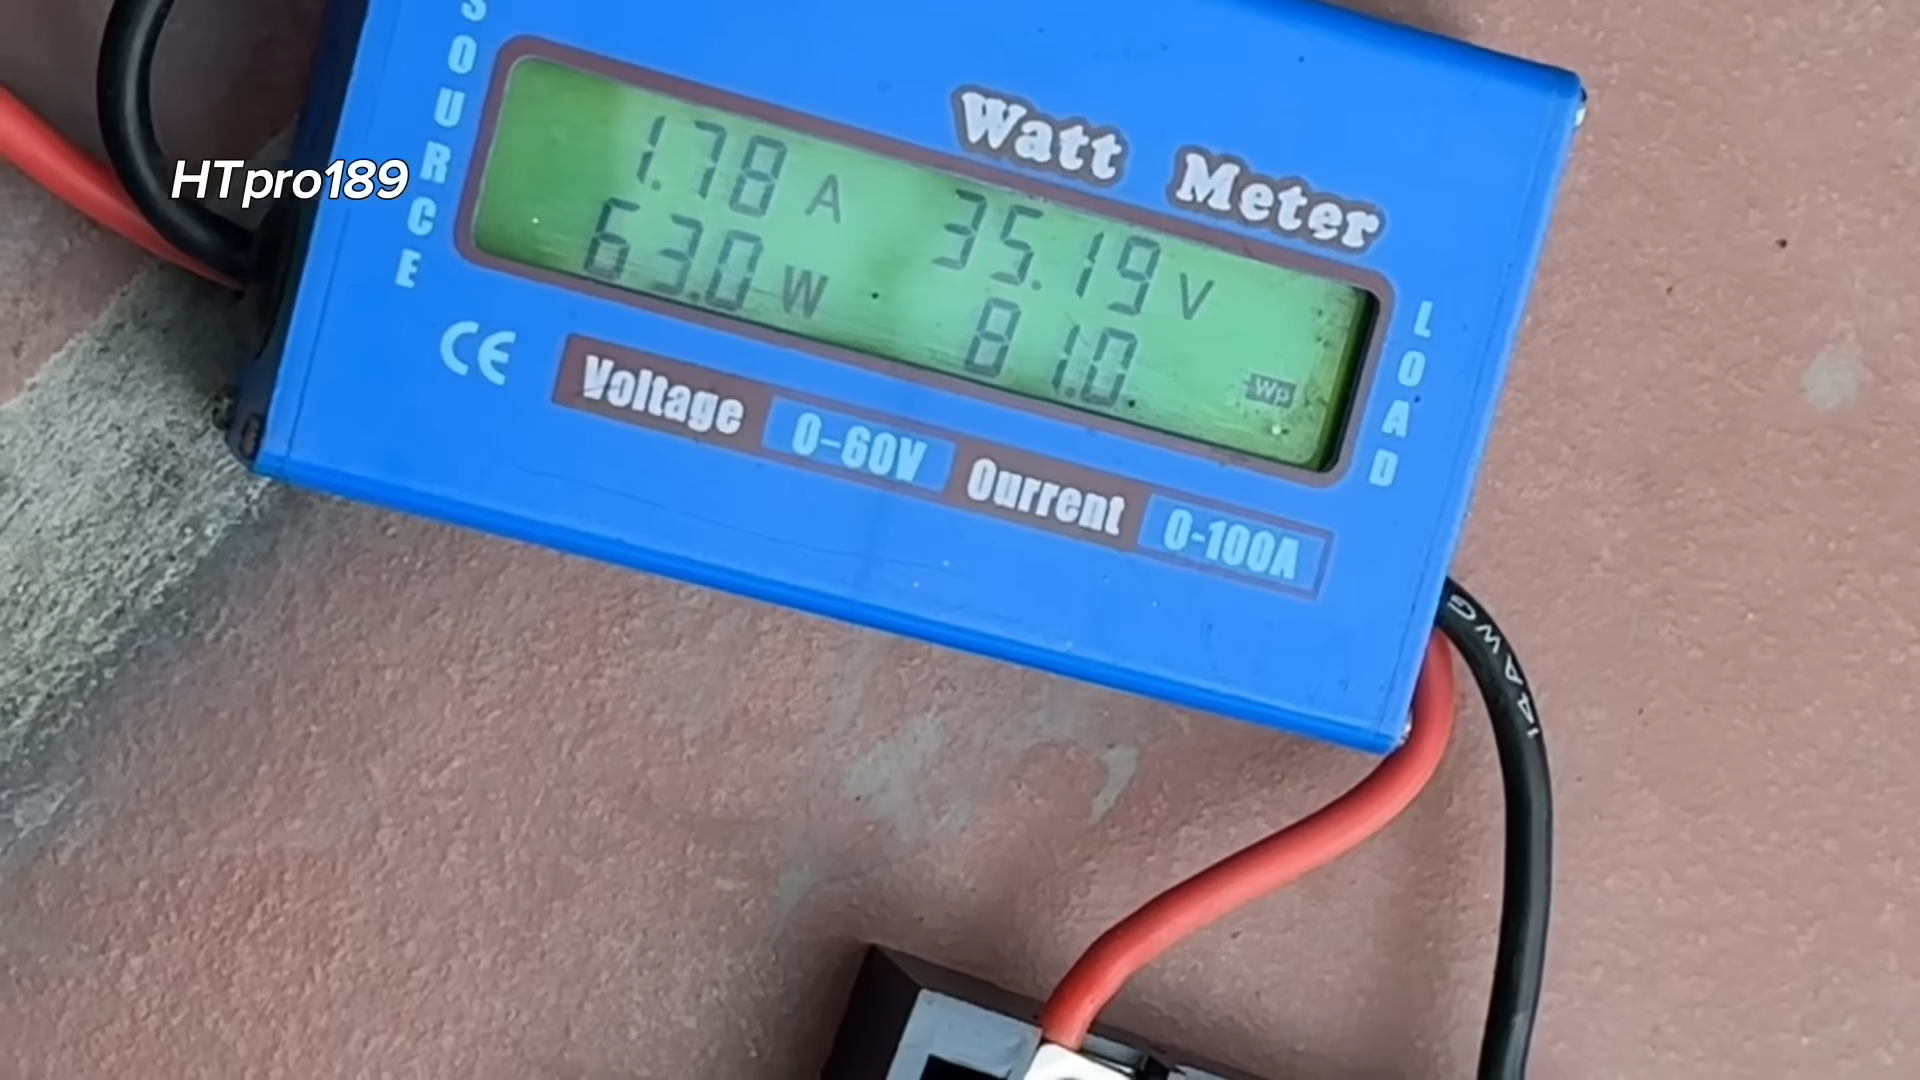 HTpro189
SOURCE
Watt Meter
1.78 A 35.19 V
63.0 W 81.0 Wp
LOAD
CE
Voltage 0-60V Ourrent 0-100A
14AWG